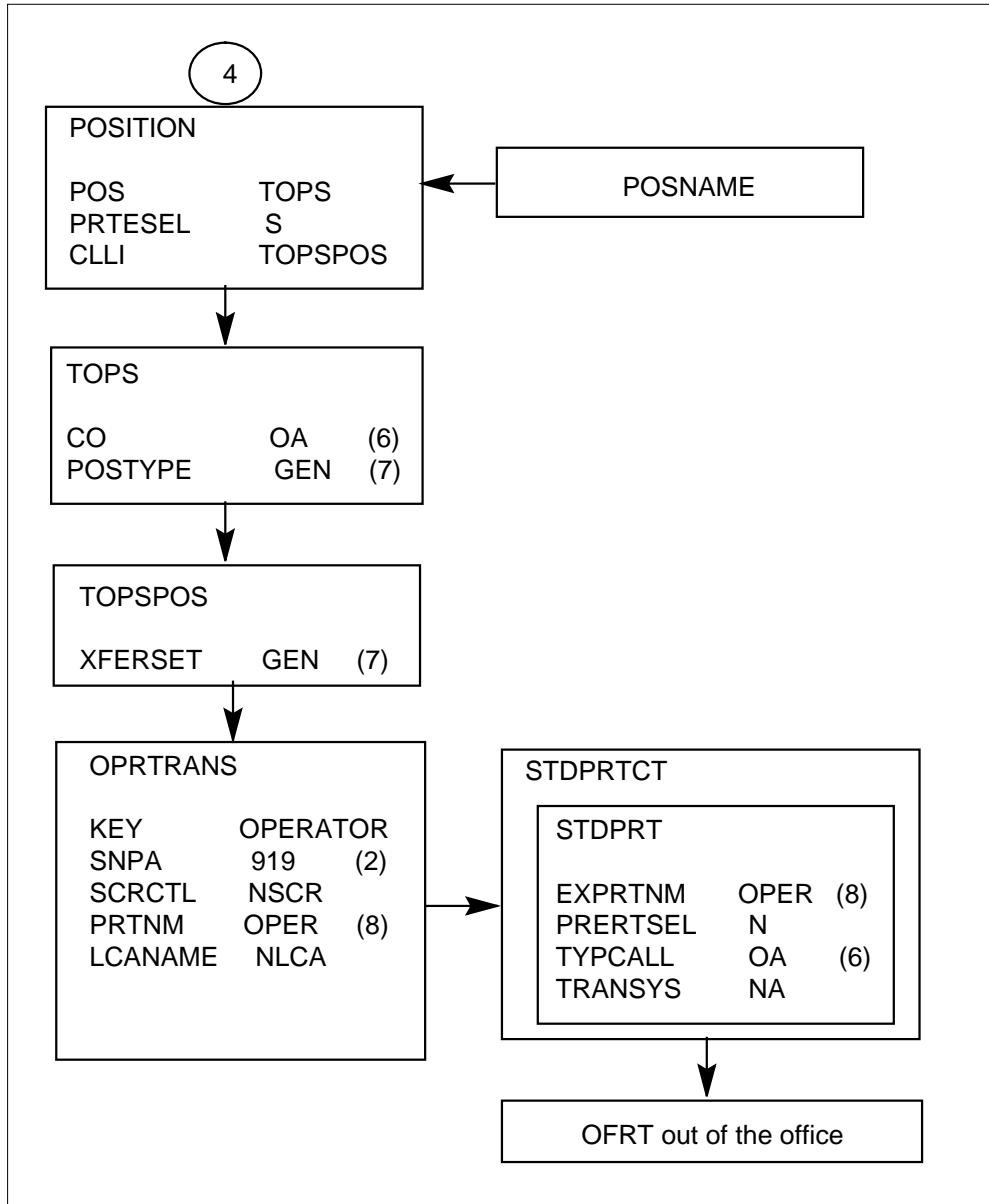 4
POSITION
POS TOPS
PRTESEL S
CLLI TOPSPOS
POSNAME
TOPS
CO OA (6)
POSTYPE GEN (7)
TOPSPOS
XFERSET GEN (7)
OPRTRANS
KEY OPERATOR
SNPA 919 (2)
SCRCTL NSCR
PRTNM OPER (8)
LCANAME NLCA
STDPRTCT
STDPRT
EXPRTNM OPER (8)
PRERTSEL N
TYPCALL OA (6)
TRANSYS NA
OFRT out of the office